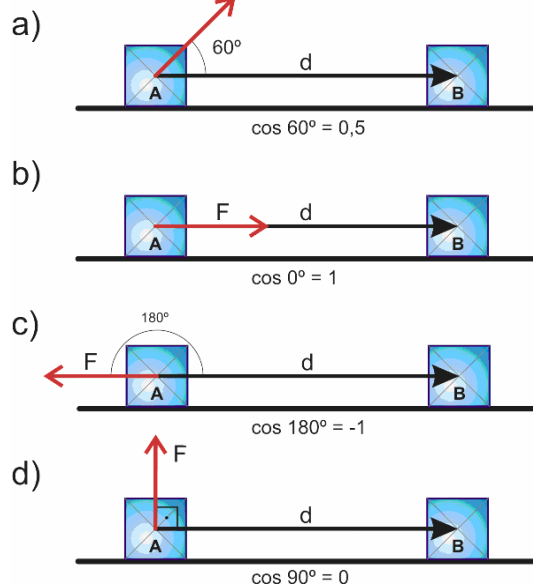 a)
60º
d
A
B
cos 60º = 0,5
b)
F
d
A
B
cos 0º = 1
c)
180º
F
d
A
B
cos 180º = -1
d)
F
d
A
B
cos 90º = 0